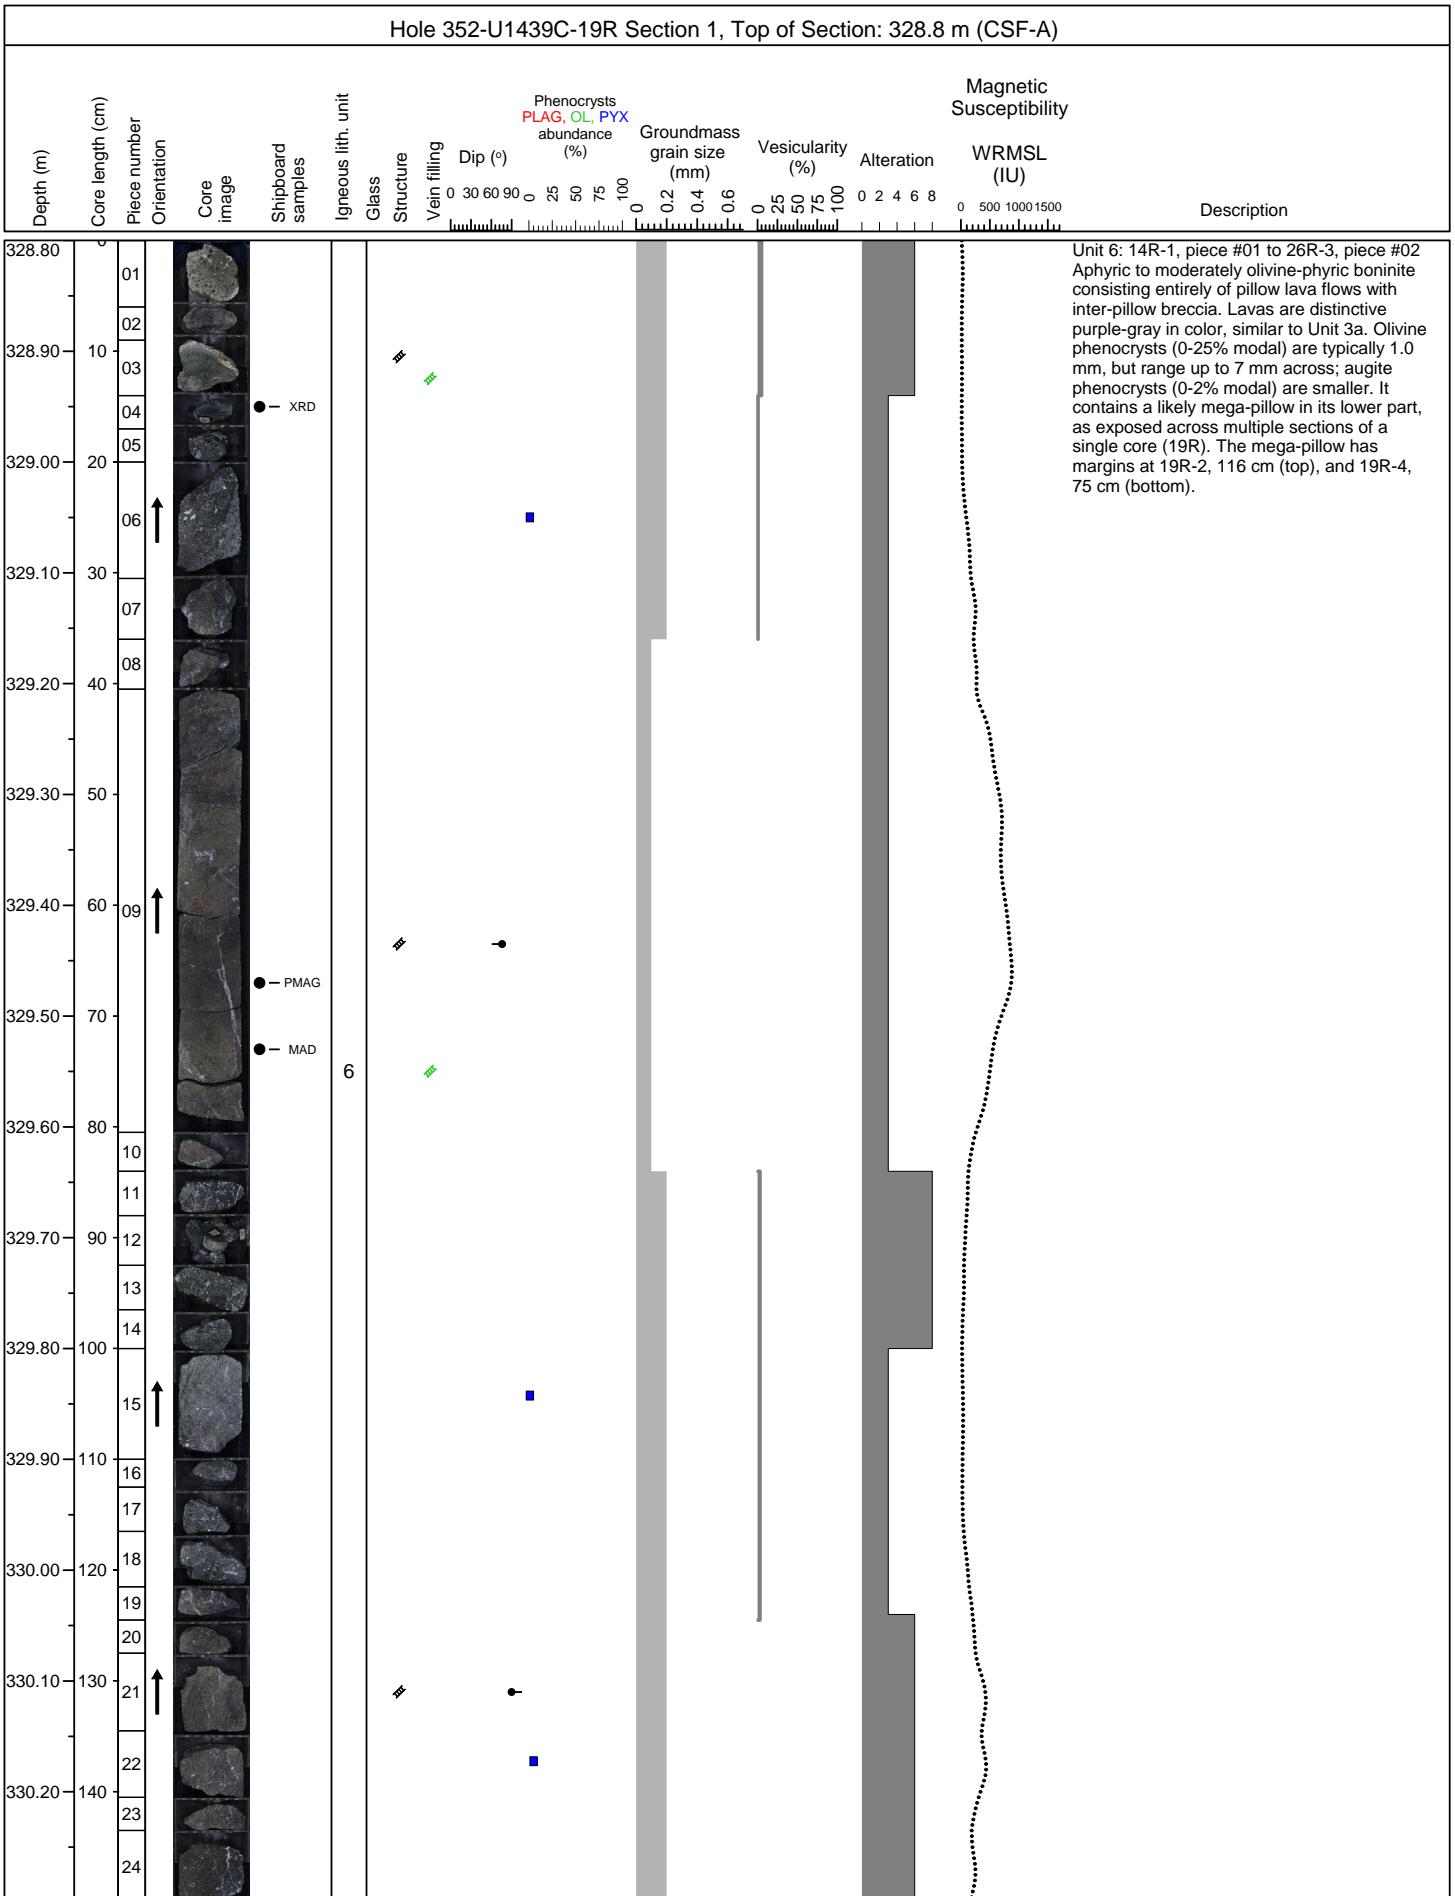 Hole 352-U1439C-19R Section 1, Top of Section: 328.8 m (CSF-A)
Depth (m)
Core length (cm)
Piece number
Orientation
Core image
Shipboard samples
Igneous lith. unit
Glass
Structure
Vein filling
Dip (°)
0 30 60 90
Phenocrysts
PLAG, OL, PYX
abundance
(%)
0 25 50 75 100
Groundmass
grain size
(mm)
0 0.2 0.4 0.6
Vesicularity
(%)
0 25 50 75 100
Alteration
0 2 4 6 8
Magnetic
Susceptibility
WRMSL
(IU)
0 500 1000 1500
Description
Unit 6: 14R-1, piece #01 to 26R-3, piece #02
Aphyric to moderately olivine-phyric boninite
consisting entirely of pillow lava flows with
inter-pillow breccia. Lavas are distinctive
purple-gray in color, similar to Unit 3a. Olivine
phenocrysts (0-25% modal) are typically 1.0
mm, but range up to 7 mm across; augite
phenocrysts (0-2% modal) are smaller. It
contains a likely mega-pillow in its lower part,
as exposed across multiple sections of a
single core (19R). The mega-pillow has
margins at 19R-2, 116 cm (top), and 19R-4,
75 cm (bottom).
328.80 0
01
02
328.90 10
03
04 XRD
05
329.00 20
06
329.10 30
07
08
329.20 40
329.30 50
329.40 60 09
PMAG
329.50 70
MAD
6
329.60 80
10
11
329.70 90 12
13
14
329.80 100
15
329.90 110
16
17
18
330.00 120
19
20
330.10 130
21
22
330.20 140
23
24